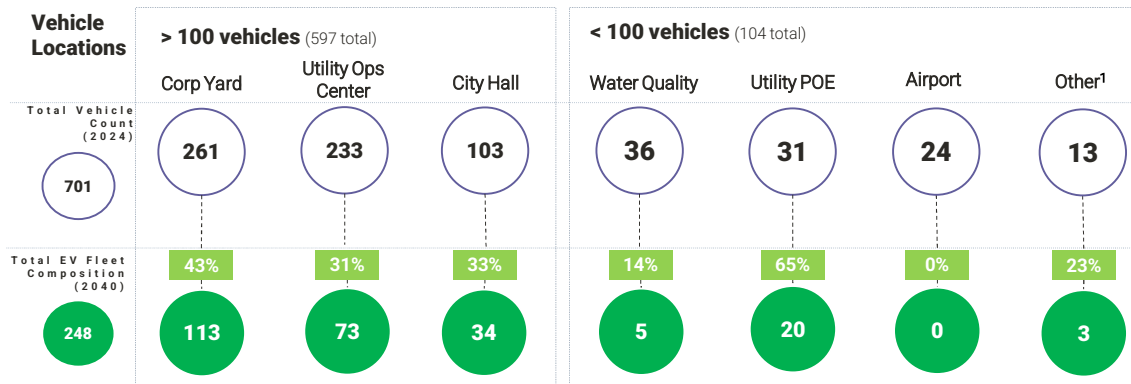 Vehicle
Locations
> 100 vehicles (597 total)
< 100 vehicles (104 total)
Corp Yard
Utility Ops
Center
City Hall
Water Quality
Utility POE
Airport
Other¹
Total Vehicle
Count
(2024)
701
261
233
103
36
31
24
13
Total EV Fleet
Composition
(2040)
43%
31%
33%
14%
65%
0%
23%
248
113
73
34
5
20
0
3